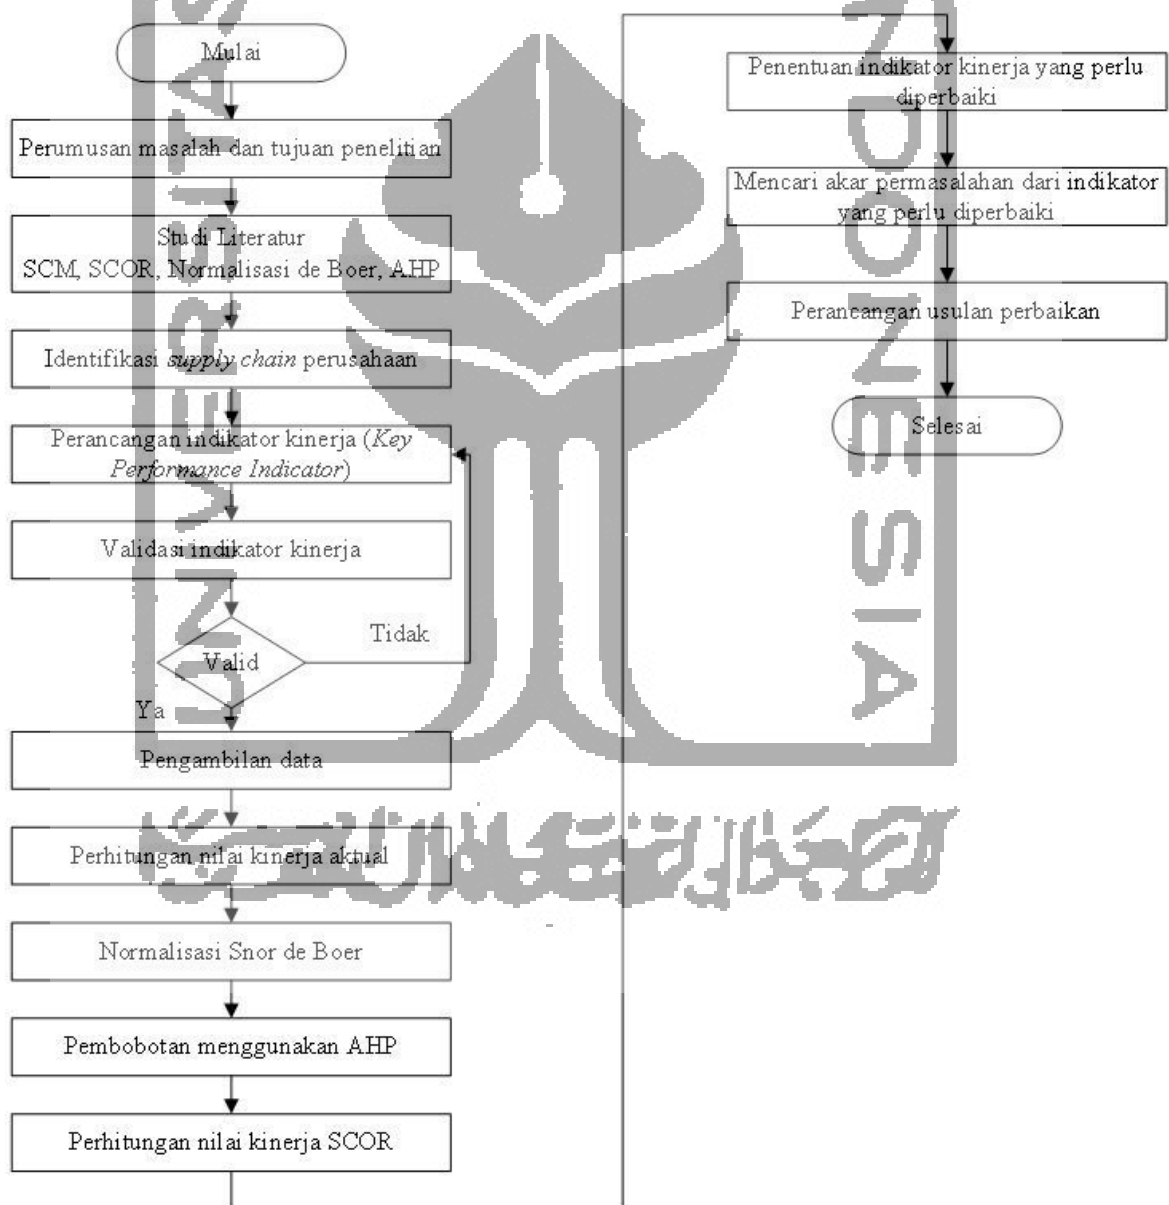 Mulai
Perumusan masalah dan tujuan penelitian
Studi Literatur
SCM, SCOR, Normalisasi de Boer, AHP
Identifikasi supply chain perusahaan
Perancangan indikator kinerja (Key
Performance Indicator)
Validasi indikator kinerja
Valid
Tidak
Ya
Pengambilan data
Perhitungan nilai kinerja aktual
Normalisasi Snor de Boer
Pembobotan menggunakan AHP
Perhitungan nilai kinerja SCOR
Penentuan indikator kinerja yang perlu
diperbaiki
Mencari akar permasalahan dari indikator
yang perlu diperbaiki
Perancangan usulan perbaikan
Selesai
UNIVERSITAS
INDONESIA